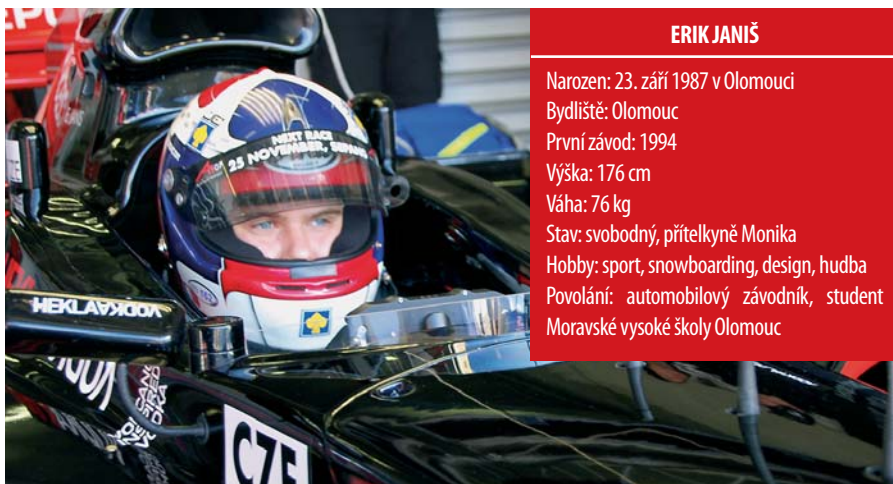 ERIK JANIŠ
Narozen: 23. září 1987 v Olomouci
Bydliště: Olomouc
První závod: 1994
Výška: 176 cm
Váha: 76 kg
Stav: svobodný, přítelkyně Monika
Hobby: sport, snowboarding, design, hudba
Povolání: automobilový závodník, student
Moravské vysoké školy Olomouc
NEXT RACE
25 NOVEMBER, SEPANG
HEKLA
VODKA
CZE